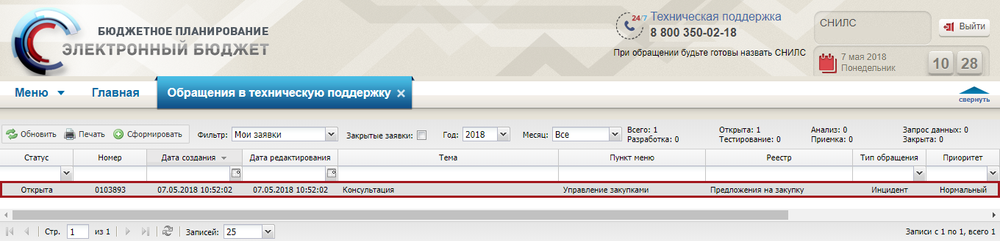 БЮДЖЕТНОЕ ПЛАНИРОВАНИЕ
ЭЛЕКТРОННЫЙ БЮДЖЕТ
24/7
Техническая поддержка
8 800 350-02-18
При обращении будьте готовы назвать СНИЛС
СНИЛС
Выйти
7 мая 2018
Понедельник
10 28
Меню Главная Обращения в техническую поддержку
свернуть
Обновить Печать Сформировать Фильтр: Мои заявки Закрытые заявки: Год: 2018 Месяц: Все
Всего: 1 Открыта: 1 Анализ: 0 Запрос данных: 0
Разработка: 0 Тестирование: 0 Приемка: 0 Закрыта: 0
Статус Номер Дата создания Дата редактирования Тема Пункт меню Реестр Тип обращения Приоритет
Открыта 0103893 07.05.2018 10:52:02 07.05.2018 10:52:02 Консультация Управление закупками Предложения на закупку Инцидент Нормальный
Стр. 1 из 1 Записей: 25 Записи с 1 по 1, всего 1